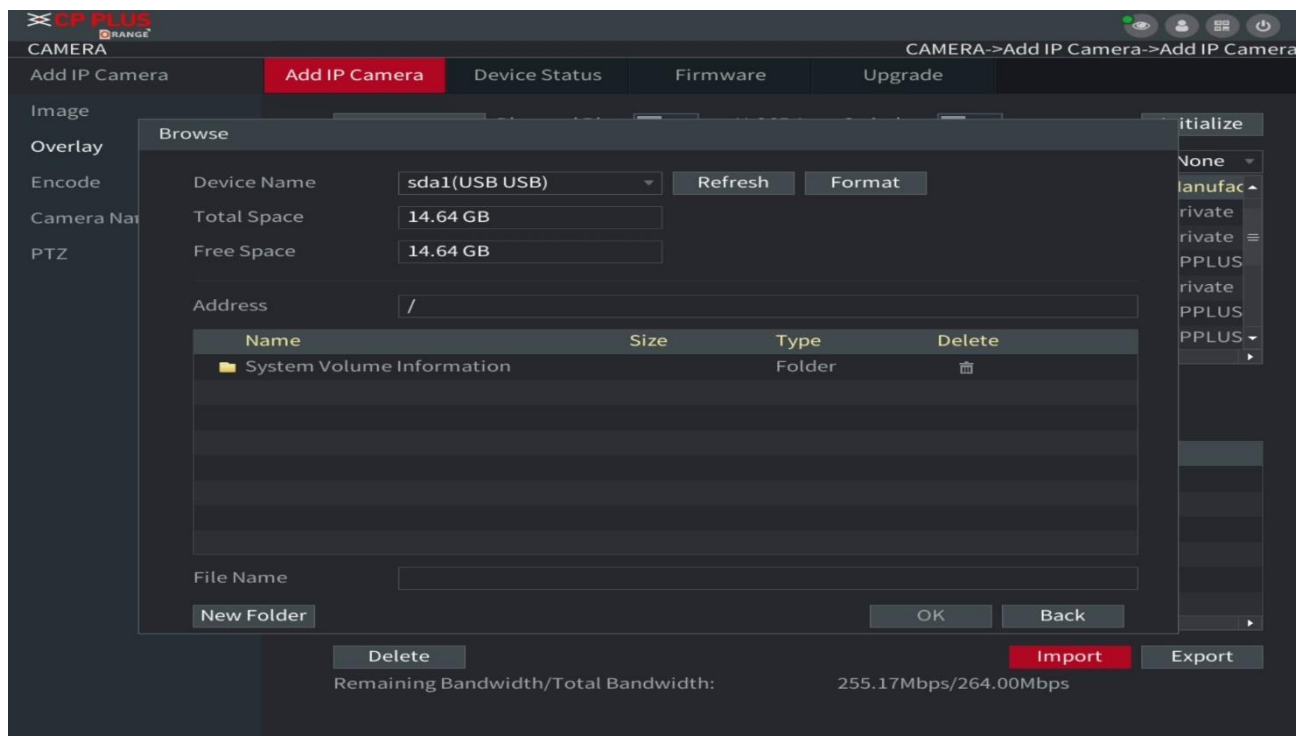 CP PLUS
ORANGE
CAMERA CAMERA->Add IP Camera->Add IP Camera
Add IP Camera Add IP Camera Device Status Firmware Upgrade
Image
Overlay
Encode
Camera Nar
PTZ
itialize
None
lanufac
rivate
rivate
PPLUS
rivate
PPLUS
PPLUS
Browse
Device Name sda1(USB USB) Refresh Format
Total Space 14.64 GB
Free Space 14.64 GB
Address /
Name Size Type Delete
System Volume Information Folder
File Name
New Folder OK Back
Delete Import Export
Remaining Bandwidth/Total Bandwidth: 255.17Mbps/264.00Mbps